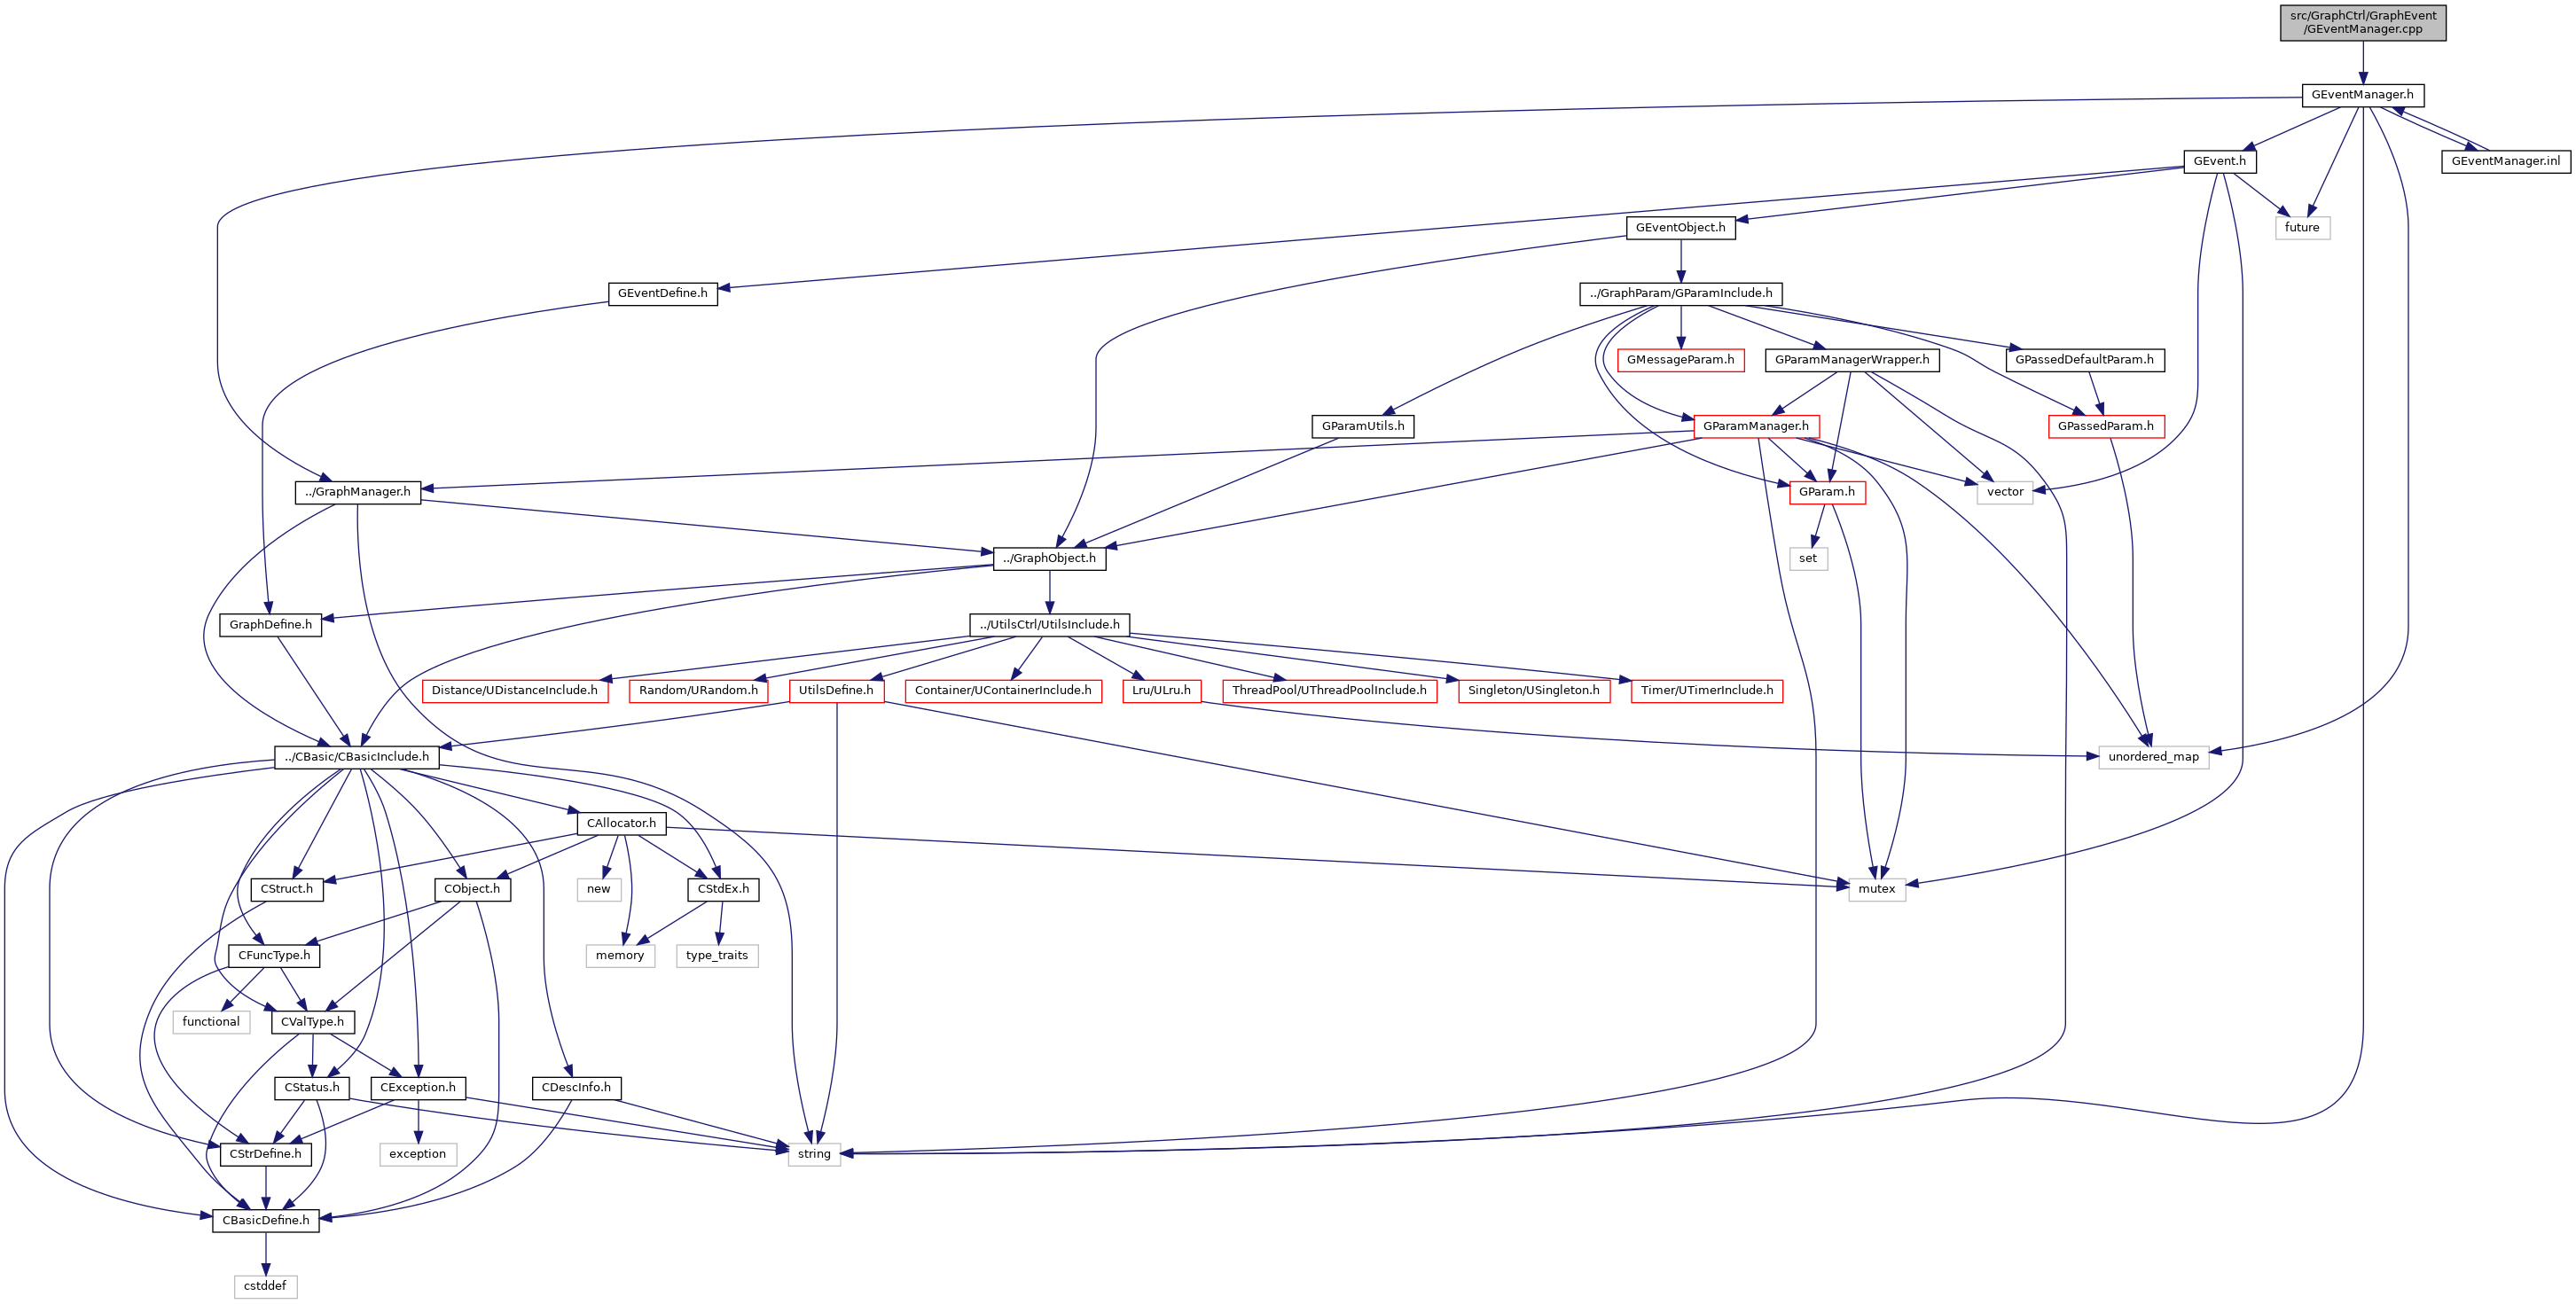 src/GraphCtrl/GraphEvent
/GEventManager.cpp
GEventManager.h
GEvent.h
GEventManager.inl
GEventObject.h
future
GEventDefine.h
../GraphParam/GParamInclude.h
GMessageParam.h
GParamManagerWrapper.h
GPassedDefaultParam.h
GParamUtils.h
GParamManager.h
GPassedParam.h
../GraphManager.h
GParam.h
vector
../GraphObject.h
set
GraphDefine.h
../UtilsCtrl/UtilsInclude.h
Distance/UDistanceInclude.h
Random/URandom.h
UtilsDefine.h
Container/UContainerInclude.h
Lru/ULru.h
ThreadPool/UThreadPoolInclude.h
Singleton/USingleton.h
Timer/UTimerInclude.h
../CBasic/CBasicInclude.h
unordered_map
CAllocator.h
CStruct.h
CObject.h
new
CStdEx.h
mutex
CFuncType.h
memory
type_traits
functional
CValType.h
CStatus.h
CException.h
CDescInfo.h
CStrDefine.h
exception
string
CBasicDefine.h
cstddef